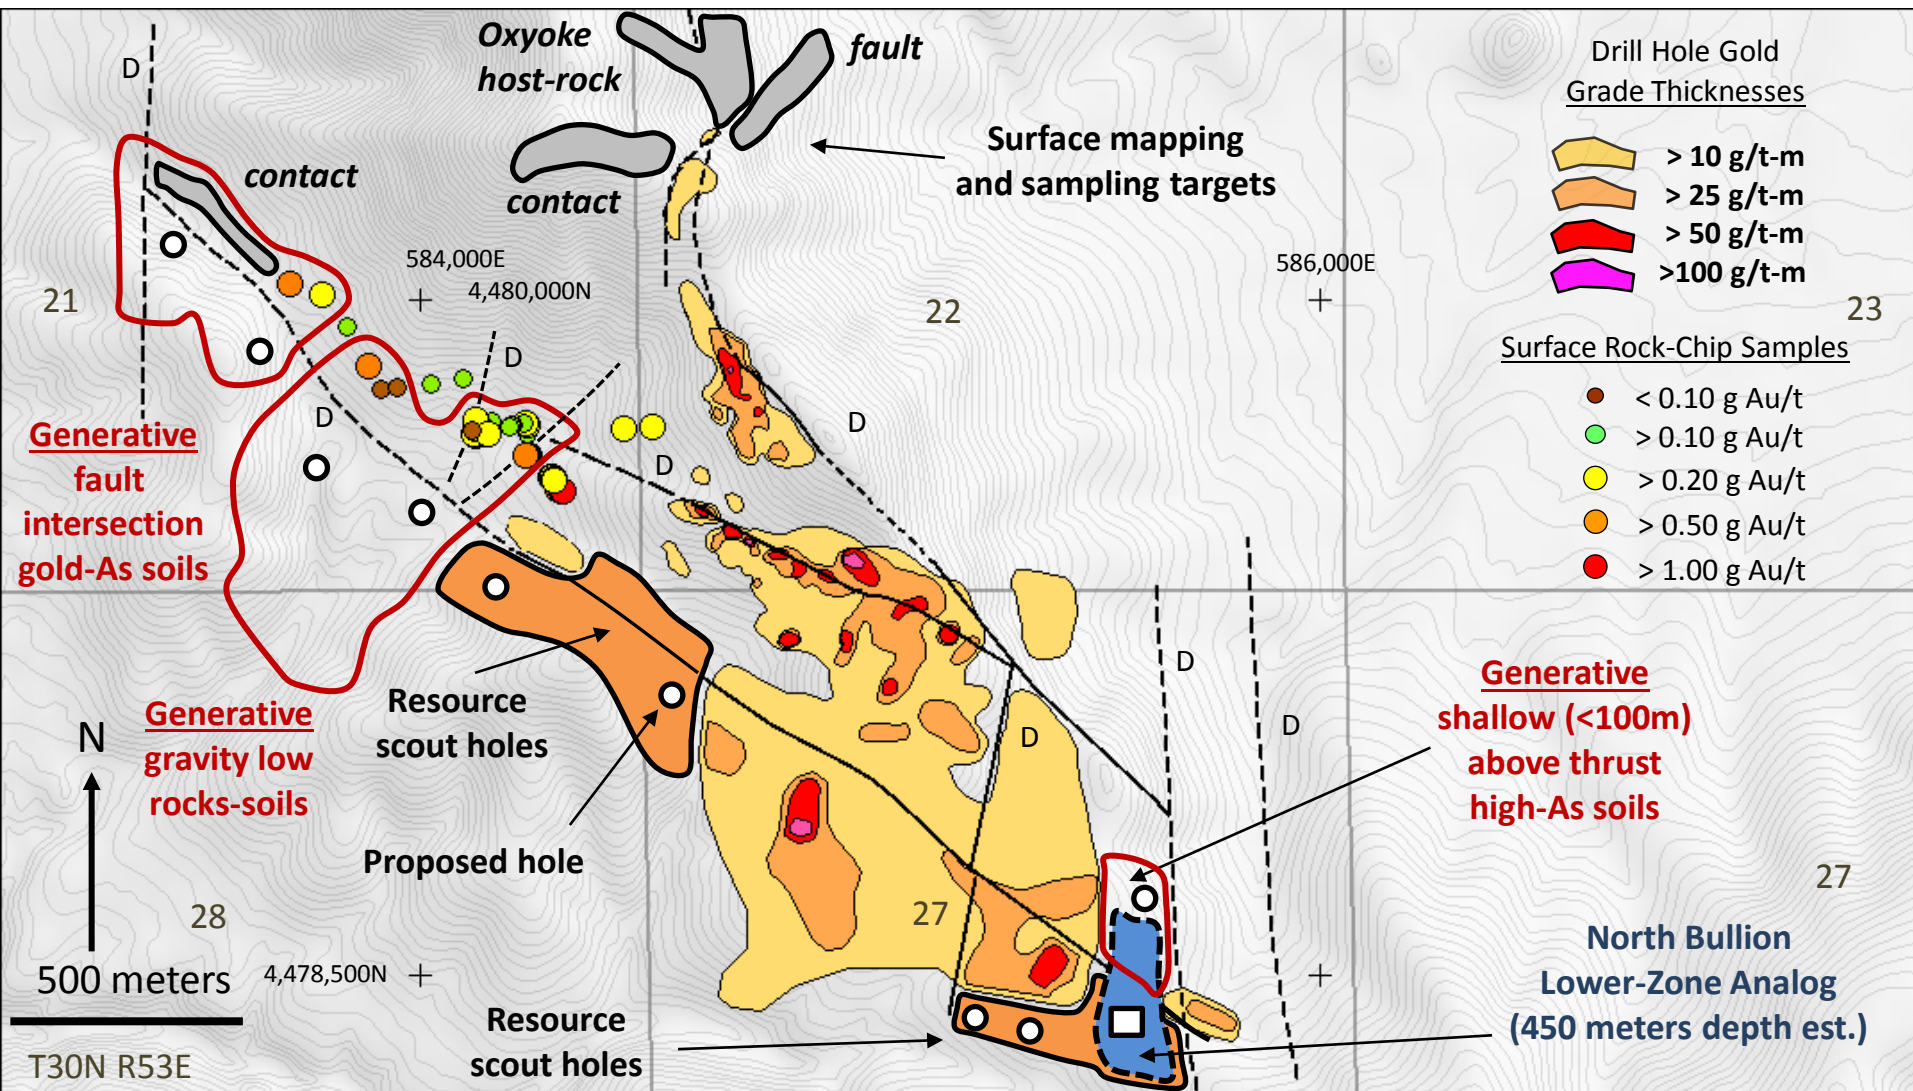 D
Oxyoke
host-rock
fault
contact
contact
Surface mapping
and sampling targets
Drill Hole Gold
Grade Thicknesses
> 10 g/t-m
> 25 g/t-m
> 50 g/t-m
>100 g/t-m
584,000E
4,480,000N
586,000E
21
22
23
Surface Rock-Chip Samples
< 0.10 g Au/t
> 0.10 g Au/t
> 0.20 g Au/t
> 0.50 g Au/t
> 1.00 g Au/t
D
D
D
D
Generative
fault
intersection
gold-As soils
Generative
gravity low
rocks-soils
Resource
scout holes
Proposed hole
D
D
D
Generative
shallow (<100m)
above thrust
high-As soils
N
500 meters
T30N R53E
28
27
27
4,478,500N
Resource
scout holes
North Bullion
Lower-Zone Analog
(450 meters depth est.)